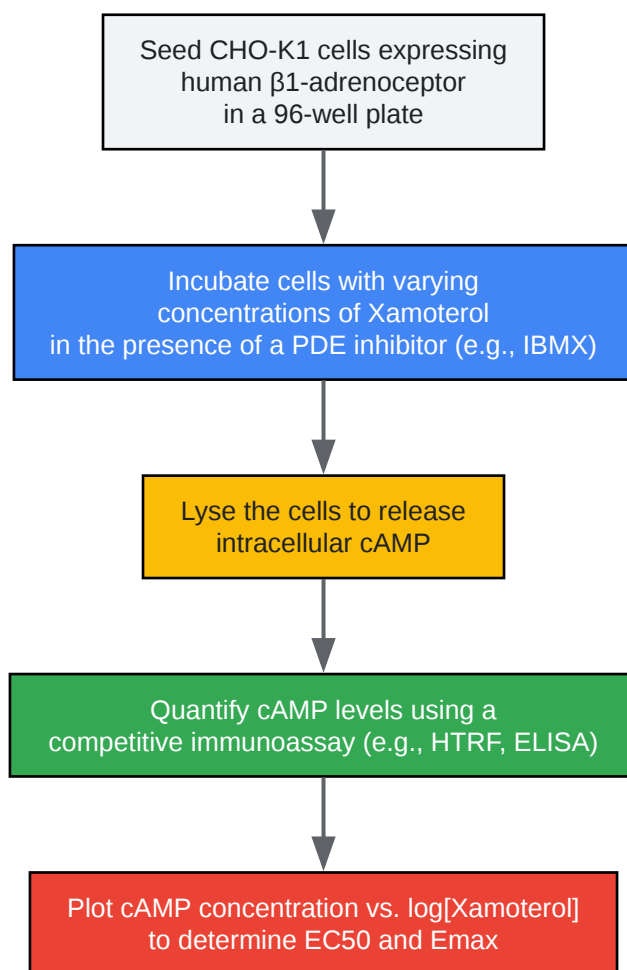 Seed CHO-K1 cells expressing
human β1-adrenoceptor
in a 96-well plate
Incubate cells with varying
concentrations of Xamoterol
in the presence of a PDE inhibitor (e.g., IBMX)
Lyse the cells to release
intracellular cAMP
Quantify cAMP levels using a
competitive immunoassay (e.g., HTRF, ELISA)
Plot cAMP concentration vs. log[Xamoterol]
to determine EC50 and Emax